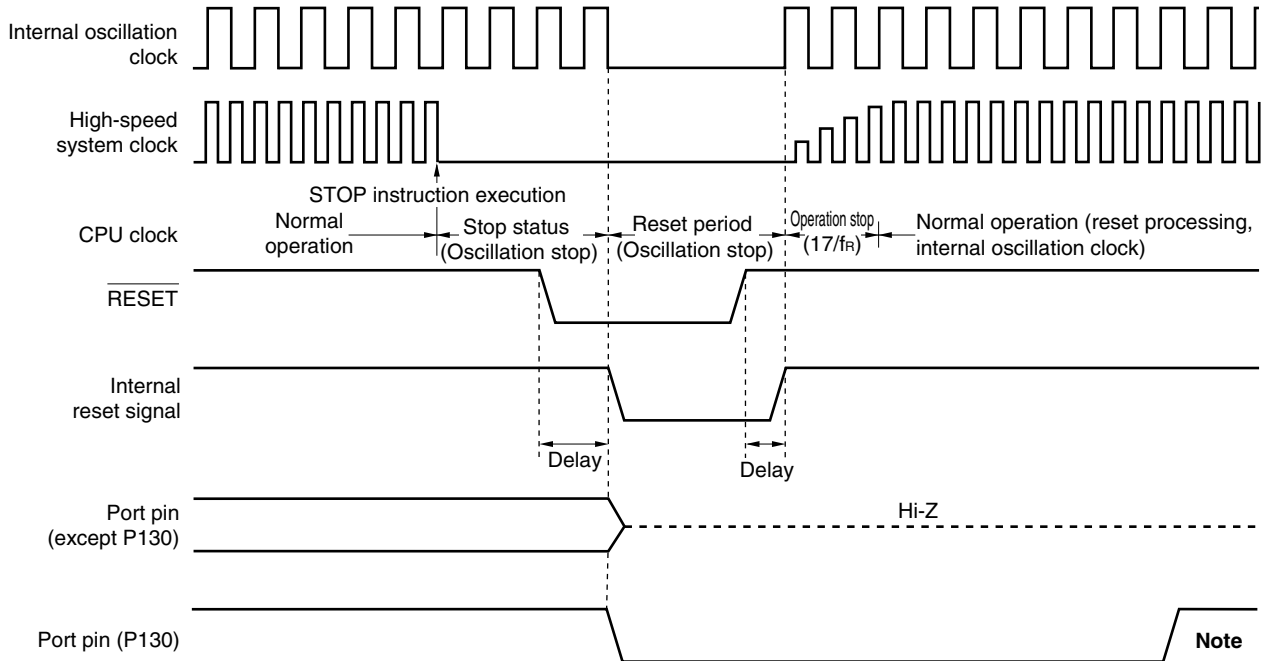 Internal oscillation
clock
High-speed
system clock
STOP instruction execution
CPU clock
Normal
operation
Stop status
(Oscillation stop)
Reset period
(Oscillation stop)
Operation stop
(17/fR)
Normal operation (reset processing,
internal oscillation clock)
RESET
Internal
reset signal
Delay
Delay
Port pin
(except P130)
Hi-Z
Port pin (P130)
Note